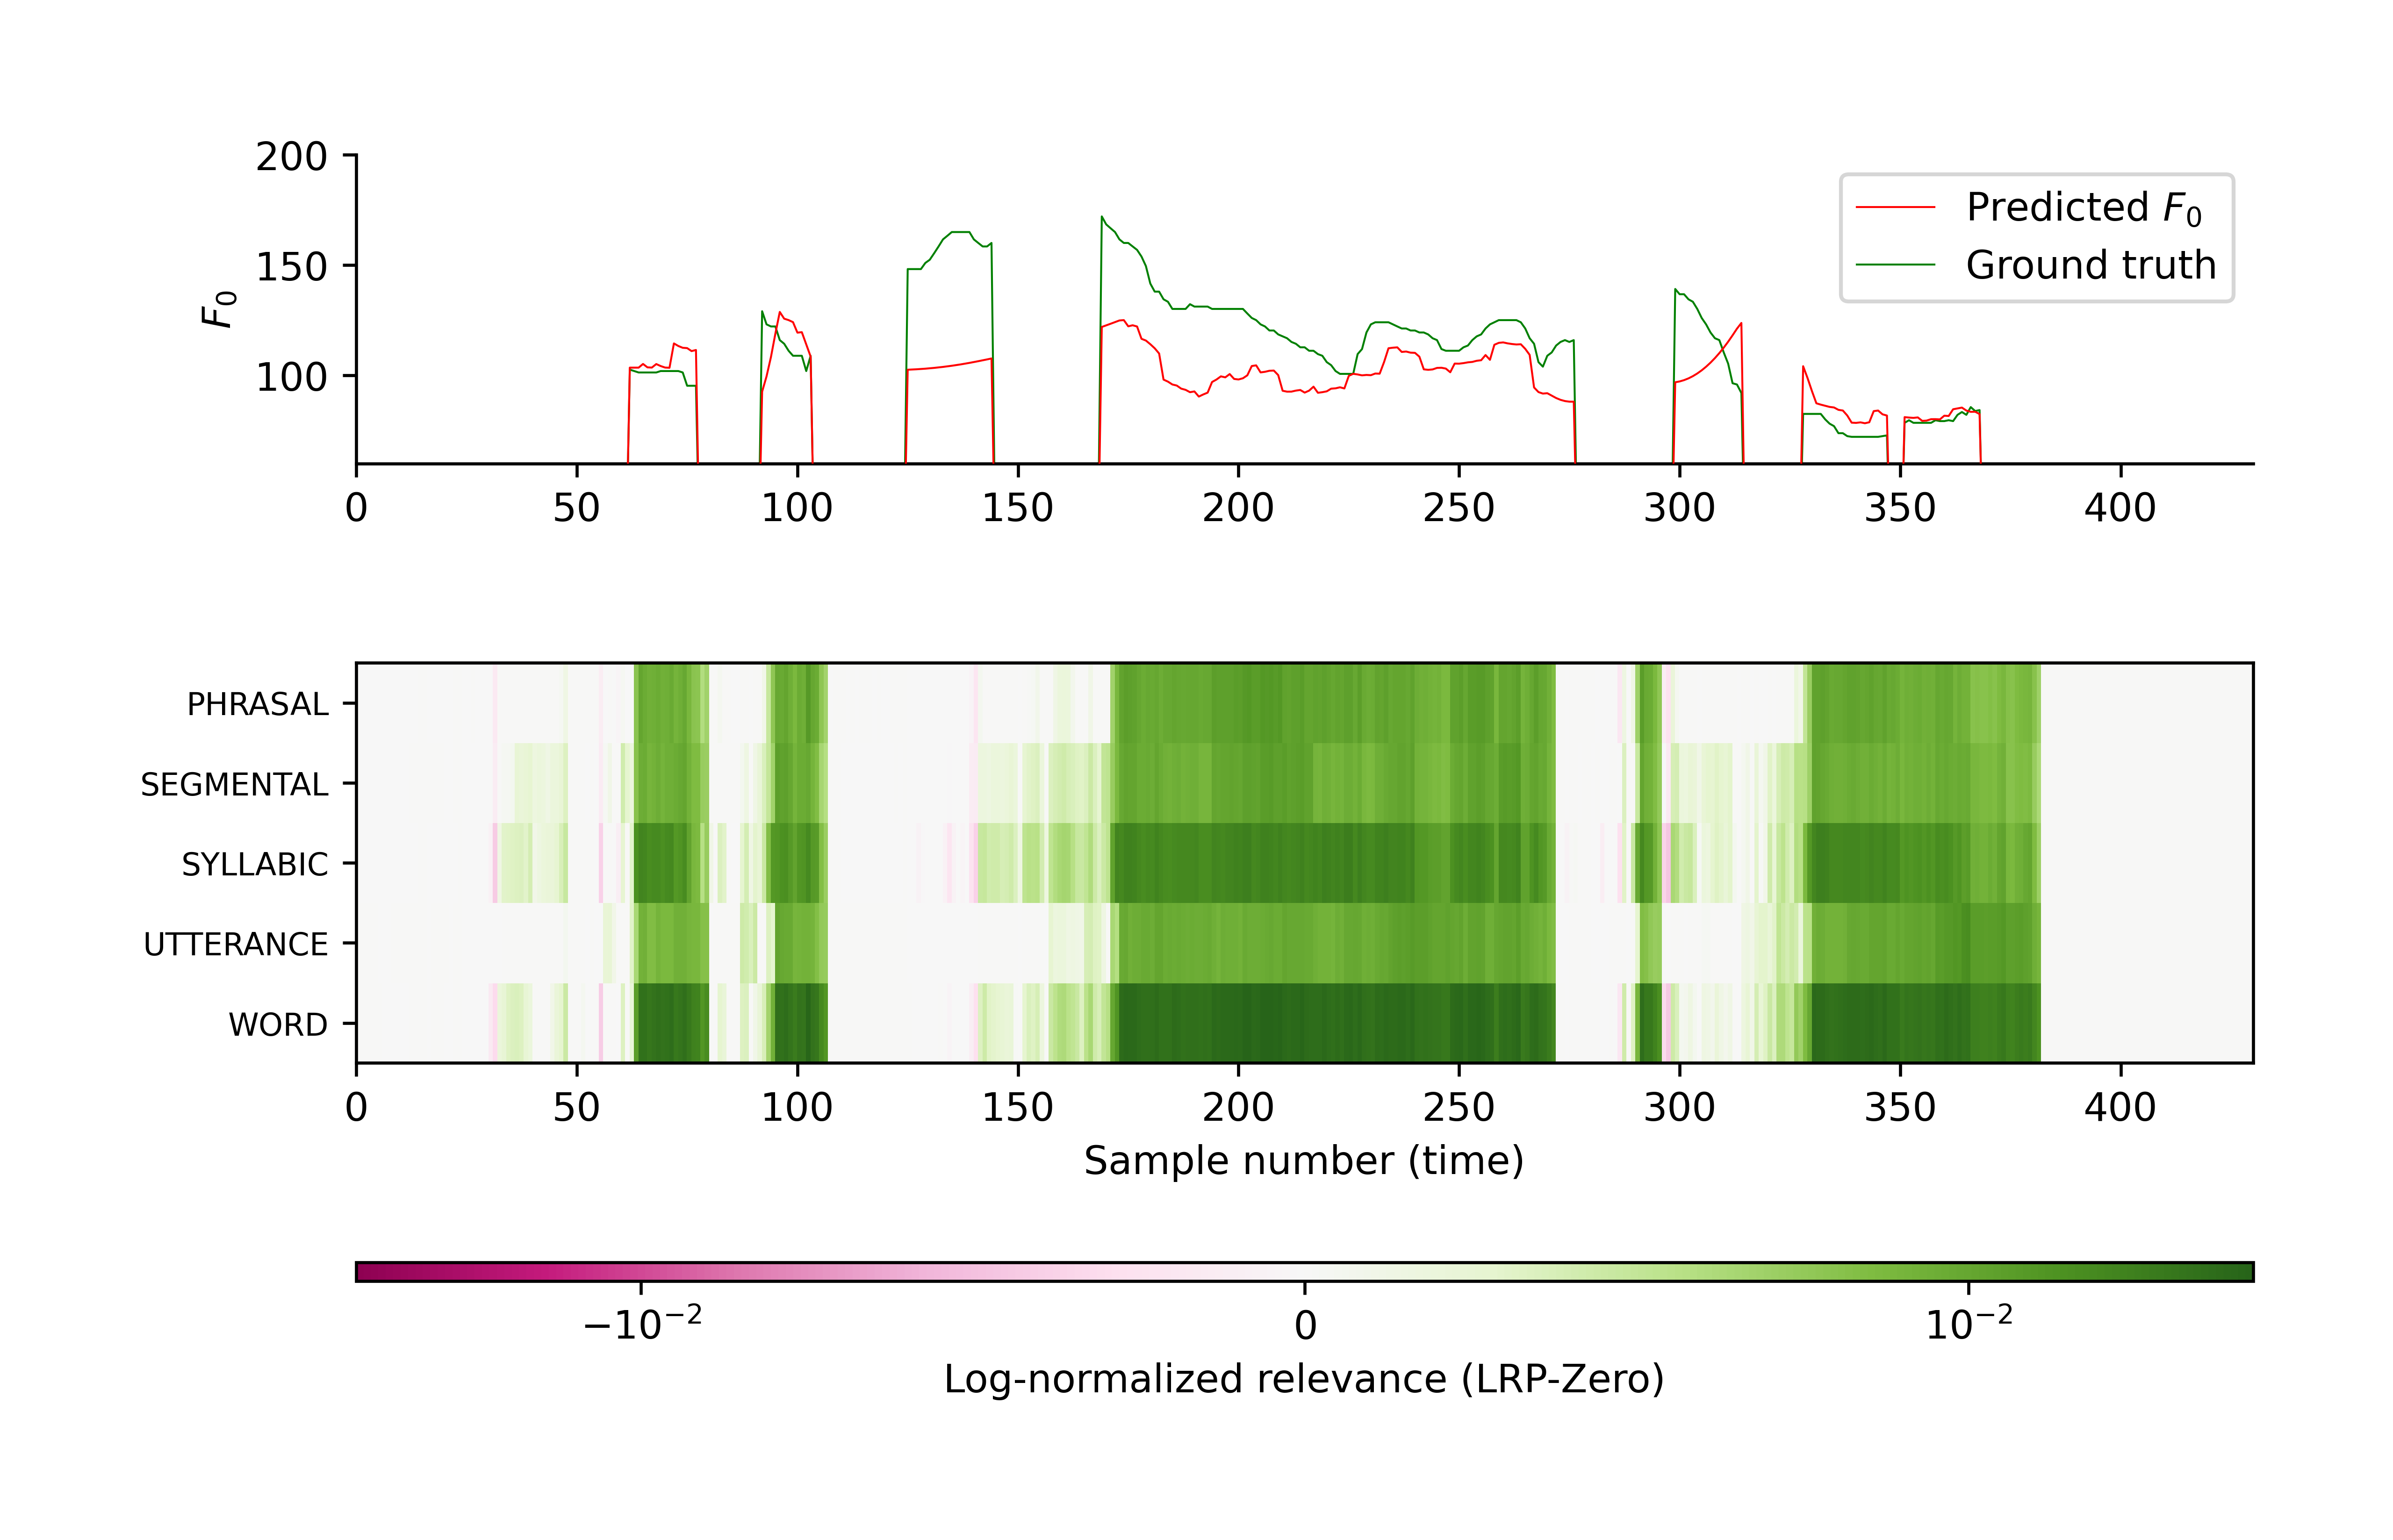 200
150
100
F₀
Predicted F₀
Ground truth
0 50 100 150 200 250 300 350 400
PHRASAL
SEGMENTAL
SYLLABIC
UTTERANCE
WORD
0 50 100 150 200 250 300 350 400
Sample number (time)
−10⁻² 0 10⁻²
Log-normalized relevance (LRP-Zero)